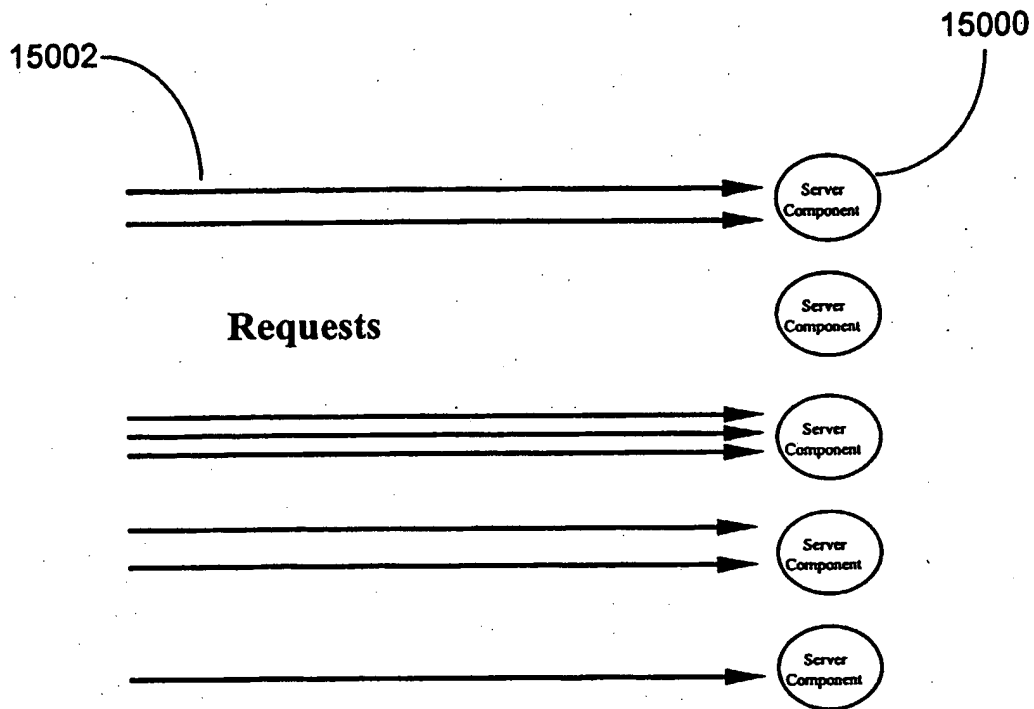 15000
15002
Server
Component
Server
Component
Requests
Server
Component
Server
Component
Server
Component